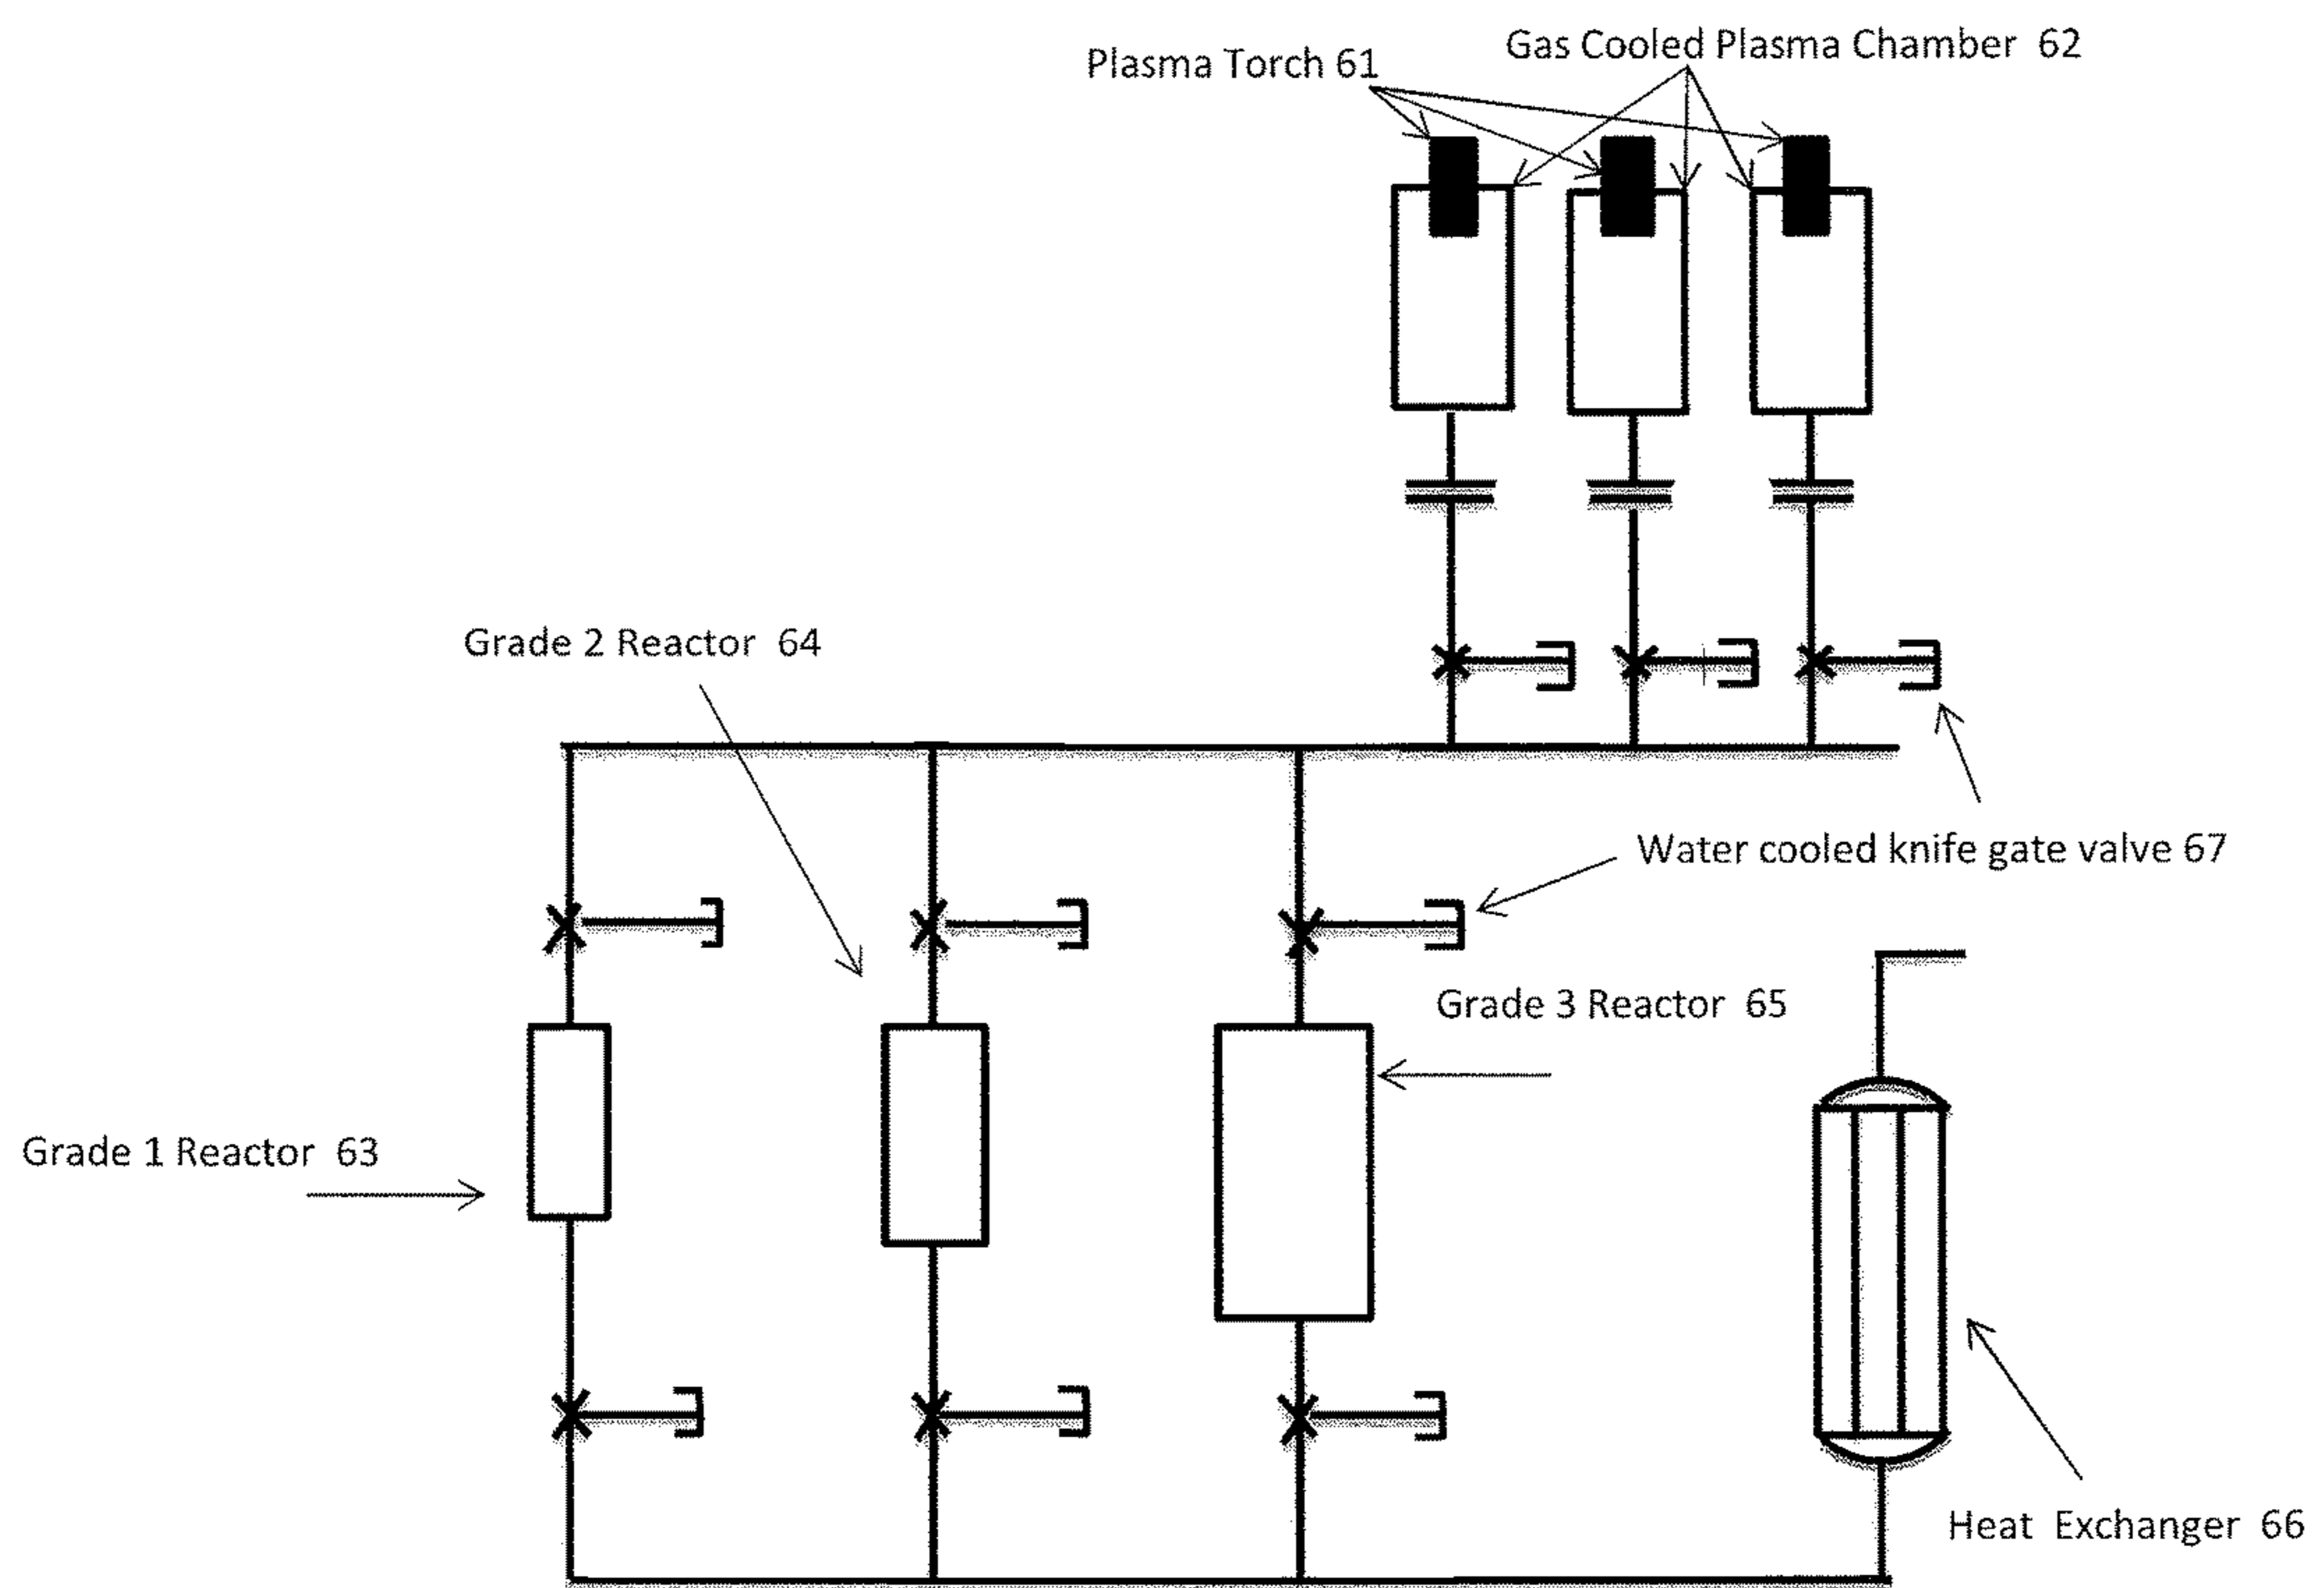 Gas Cooled Plasma Chamber 62
Plasma Torch 61
Grade 2 Reactor 64
Water cooled knife gate valve 67
Grade 3 Reactor 65
Grade 1 Reactor 63
Heat Exchanger 66